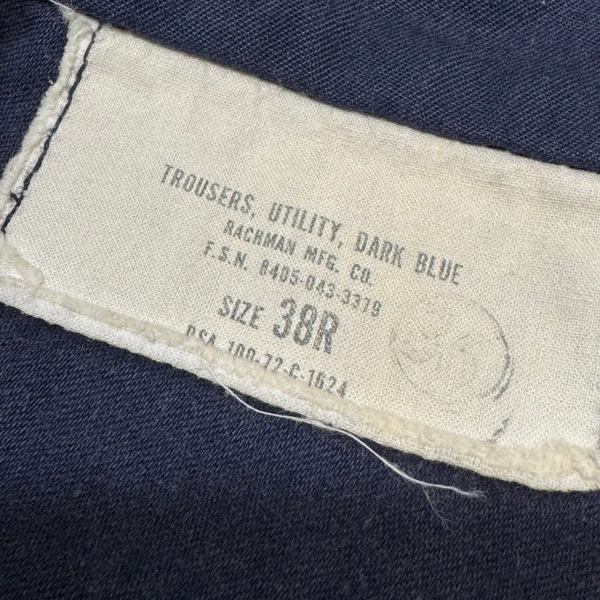 TROUSERS, UTILITY, DARK BLUE
RACHMAN MFG. CO.
F.S.N. 8405-043-3379
SIZE 38R
DSA 100-72-C-1624